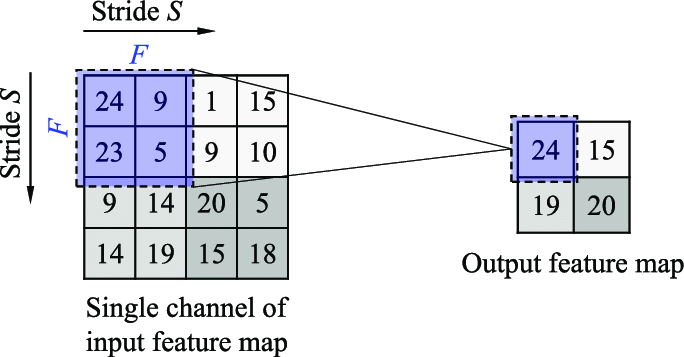 Stride S
F
Stride S
F
24 9 1 15
23 5 9 10
9 14 20 5
14 19 15 18
24 15
19 20
Single channel of
input feature map
Output feature map